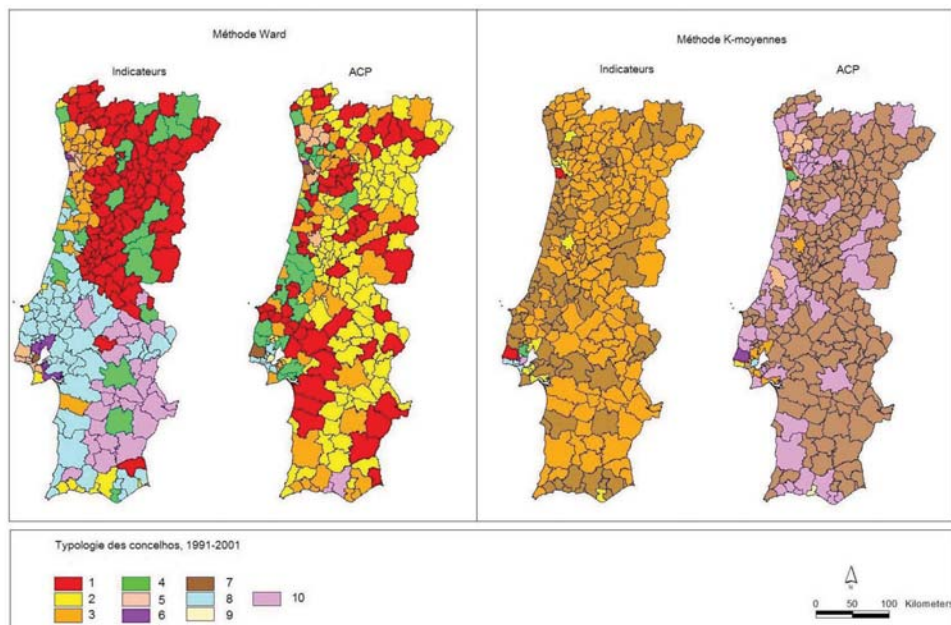 Méthode Ward
Méthode K-moyennes
Indicateurs
ACP
Indicateurs
ACP
Typologie des concelhos, 1991-2001
1
2
3
4
5
6
7
8
9
10
N
0 50 100
Kilometers